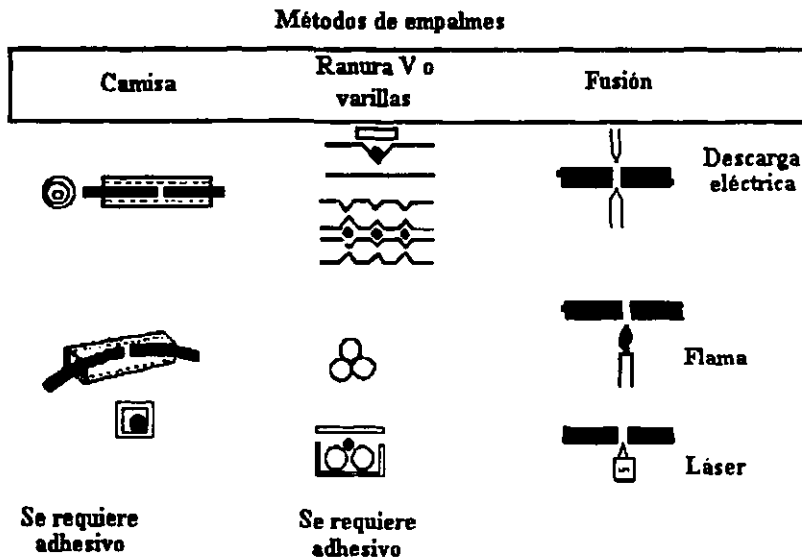 Métodos de empalmes
Camisa
Ranura V o
varillas
Fusión
Descarga
eléctrica
Flama
Láser
Se requiere
adhesivo
Se requiere
adhesivo